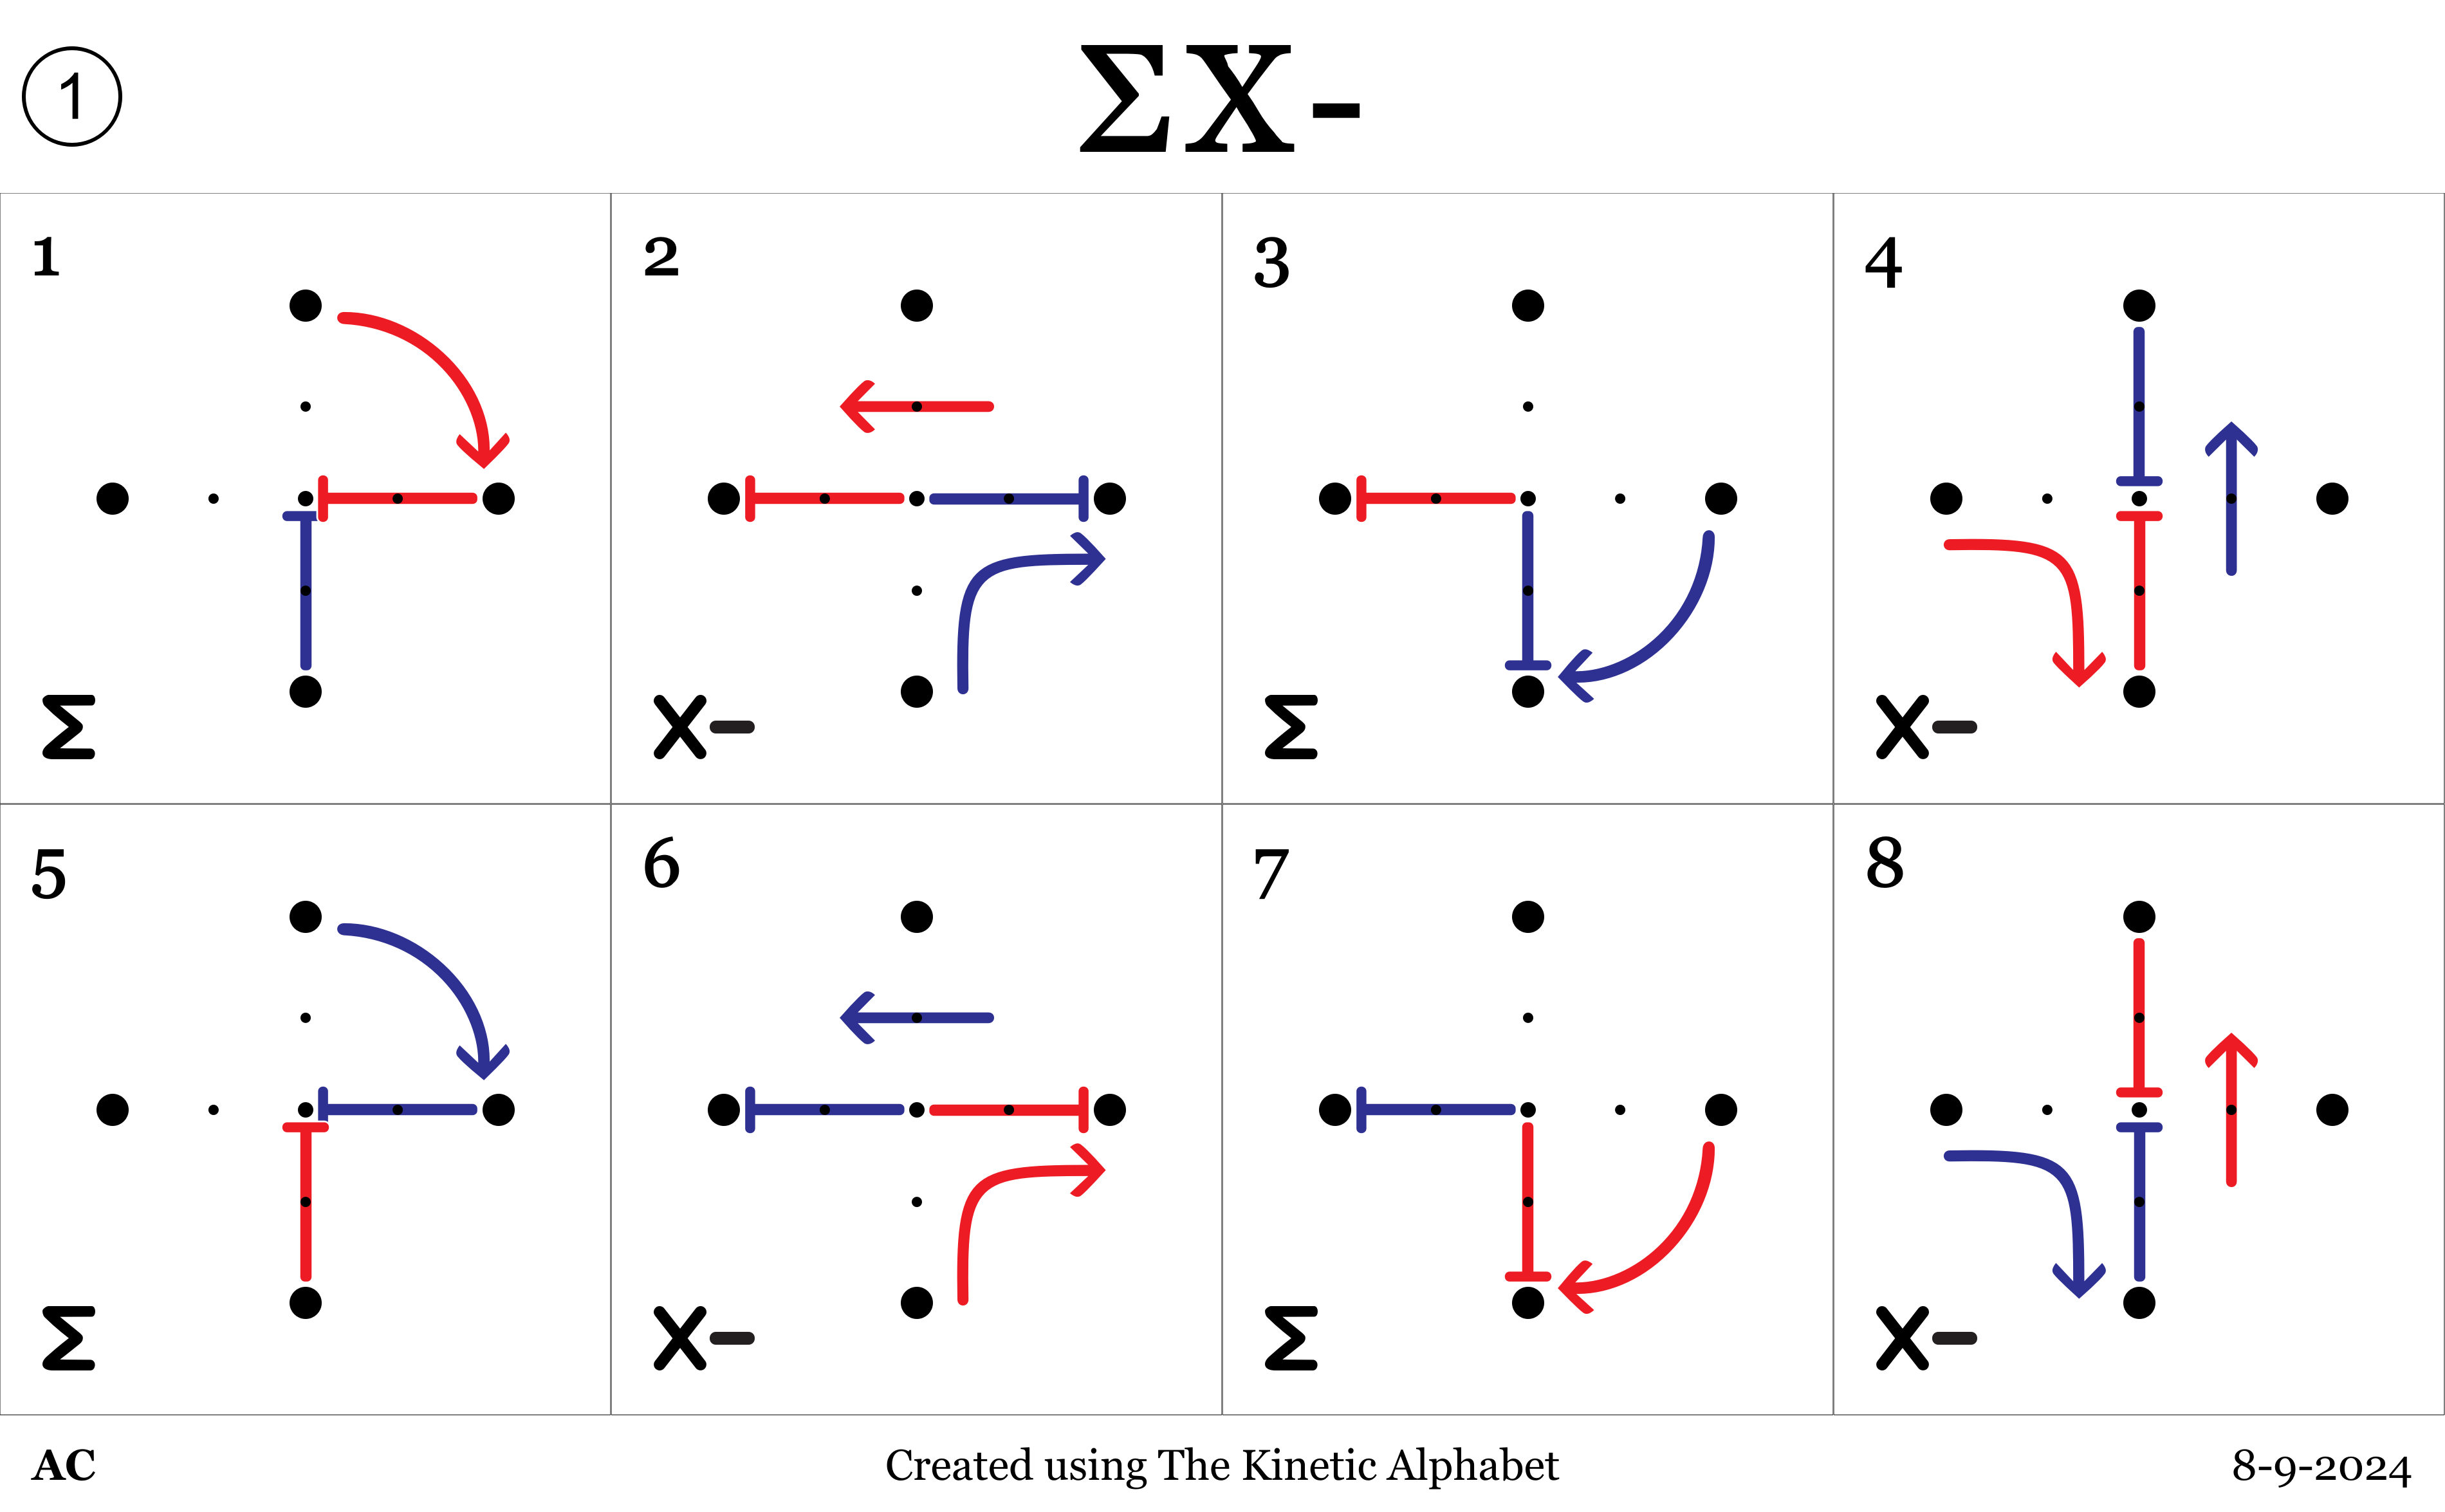 1
ΣX-
1
2
3
4
Σ
X-
Σ
X-
5
6
7
8
Σ
X-
Σ
X-
AC
Created using The Kinetic Alphabet
8-9-2024